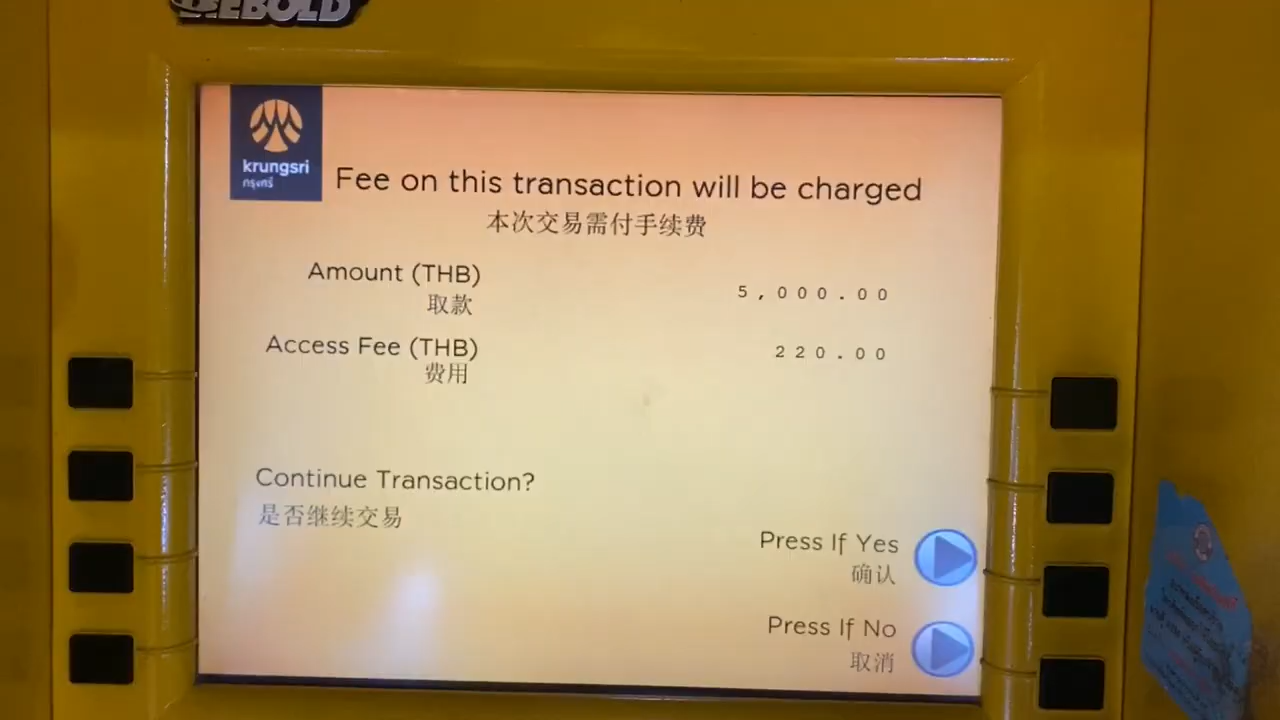 DIEBOLD
krungsri
กรุงศรี
Fee on this transaction will be charged
本次交易需付手续费
Amount (THB)
5,000.00
取款
Access Fee (THB)
220.00
费用
Continue Transaction?
是否继续交易
Press If Yes
确认
Press If No
取消